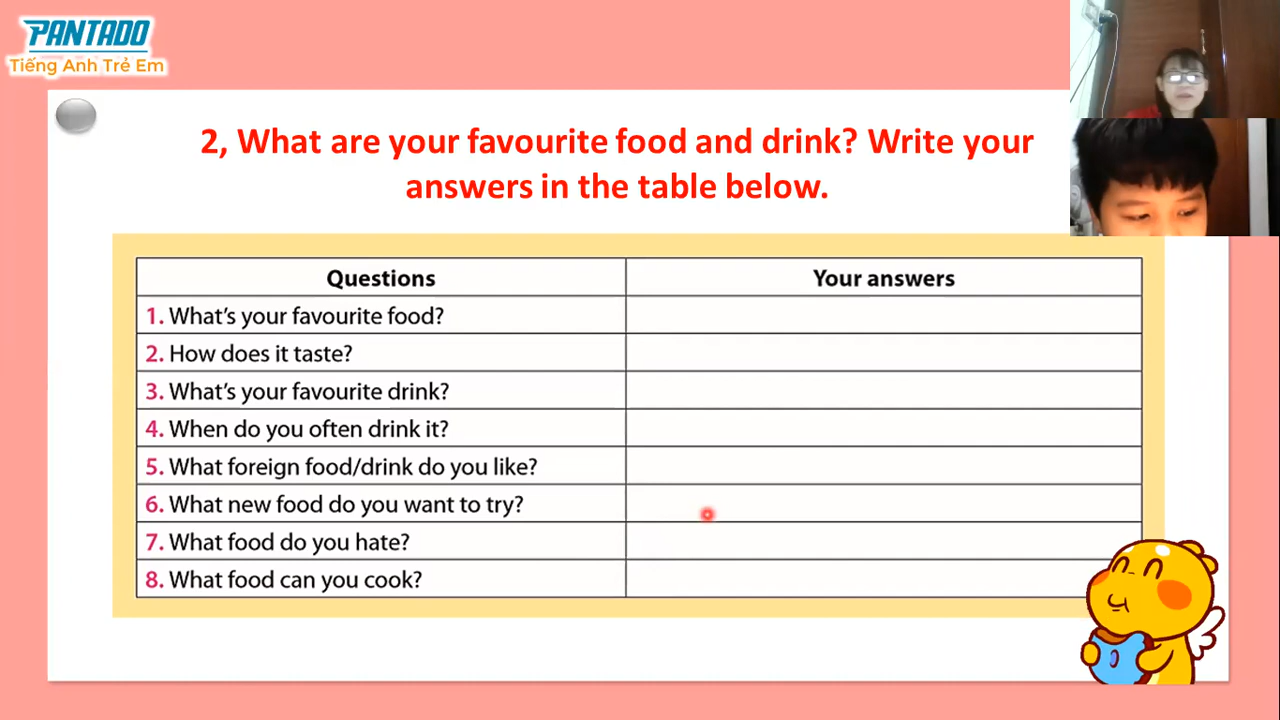 PANTADO
Tiếng Anh Trẻ Em
2, What are your favourite food and drink? Write your
answers in the table below.
Questions
Your answers
1. What's your favourite food?
2. How does it taste?
3. What's your favourite drink?
4. When do you often drink it?
5. What foreign food/drink do you like?
6. What new food do you want to try?
7. What food do you hate?
8. What food can you cook?